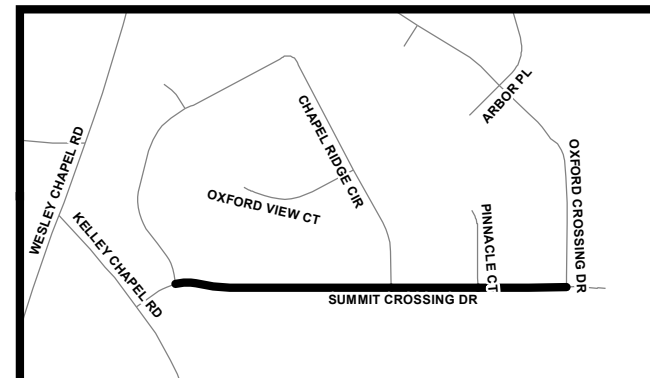 ARBOR PL
CHAPEL RIDGE CIR
WESLEY CHAPEL RD
OXFORD CROSSING DR
OXFORD VIEW CT
PINNACLE CT
KELLEY CHAPEL RD
SUMMIT CROSSING DR